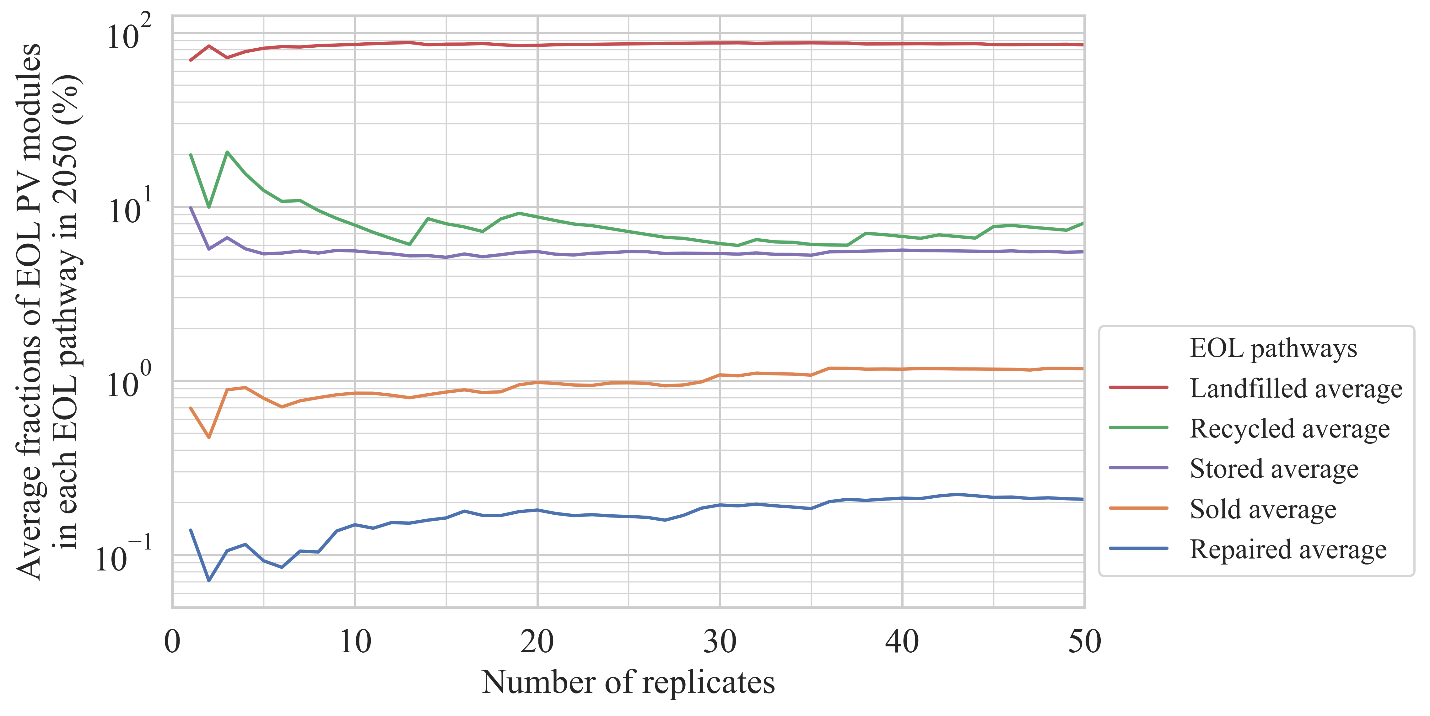 Average fractions of EOL PV modules
in each EOL pathway in 2050 (%)
10²
10¹
10⁰
10⁻¹
0 10 20 30 40 50
Number of replicates
EOL pathways
Landfilled average
Recycled average
Stored average
Sold average
Repaired average